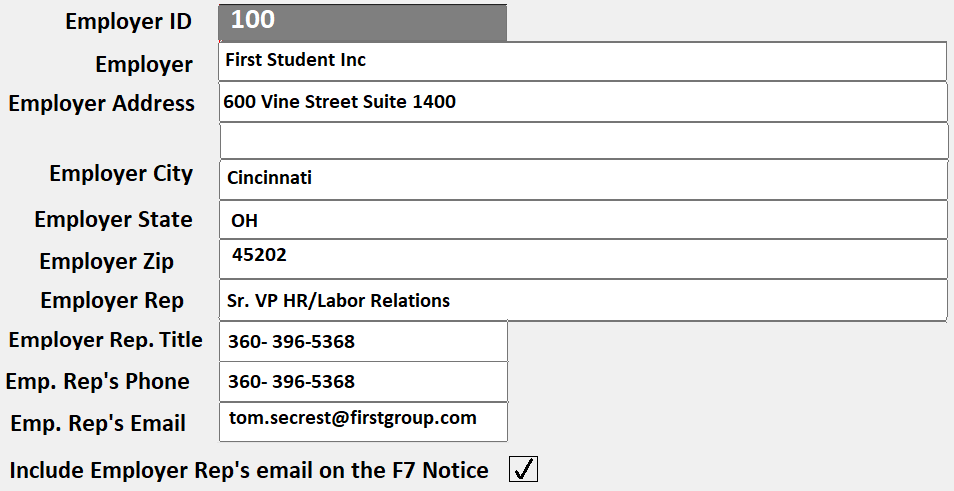 Employer ID 100
Employer First Student Inc
Employer Address 600 Vine Street Suite 1400
Employer City Cincinnati
Employer State OH
Employer Zip 45202
Employer Rep Sr. VP HR/Labor Relations
Employer Rep. Title 360- 396-5368
Emp. Rep's Phone 360- 396-5368
Emp. Rep's Email tom.secrest@firstgroup.com
Include Employer Rep's email on the F7 Notice ✓